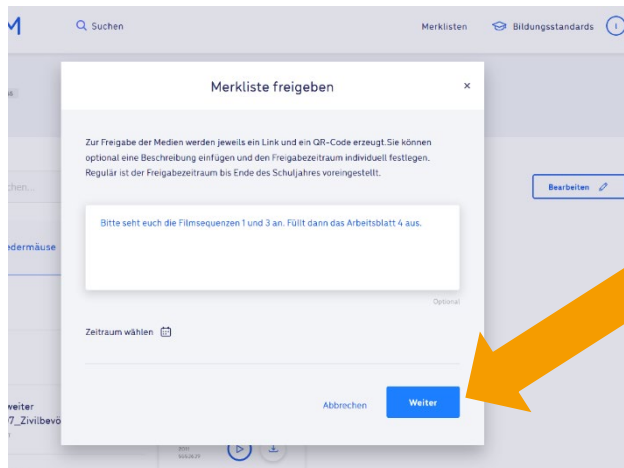 Suchen
Merklisten
Bildungsstandards
Merkliste freigeben
Zur Freigabe der Medien werden jeweils ein Link und ein QR-Code erzeugt.Sie können
optional eine Beschreibung einfügen und den Freigabezeitraum individuell festlegen.
Regulär ist der Freigabezeitraum bis Ende des Schuljahres voreingestellt.
chen...
Bearbeiten
Bitte seht euch die Filmsequenzen 1 und 3 an. Füllt dann das Arbeitsblatt 4 aus.
edermäuse
Optional
Zeitraum wählen
Abbrechen
Weiter
weiter
7_Zivilbevö